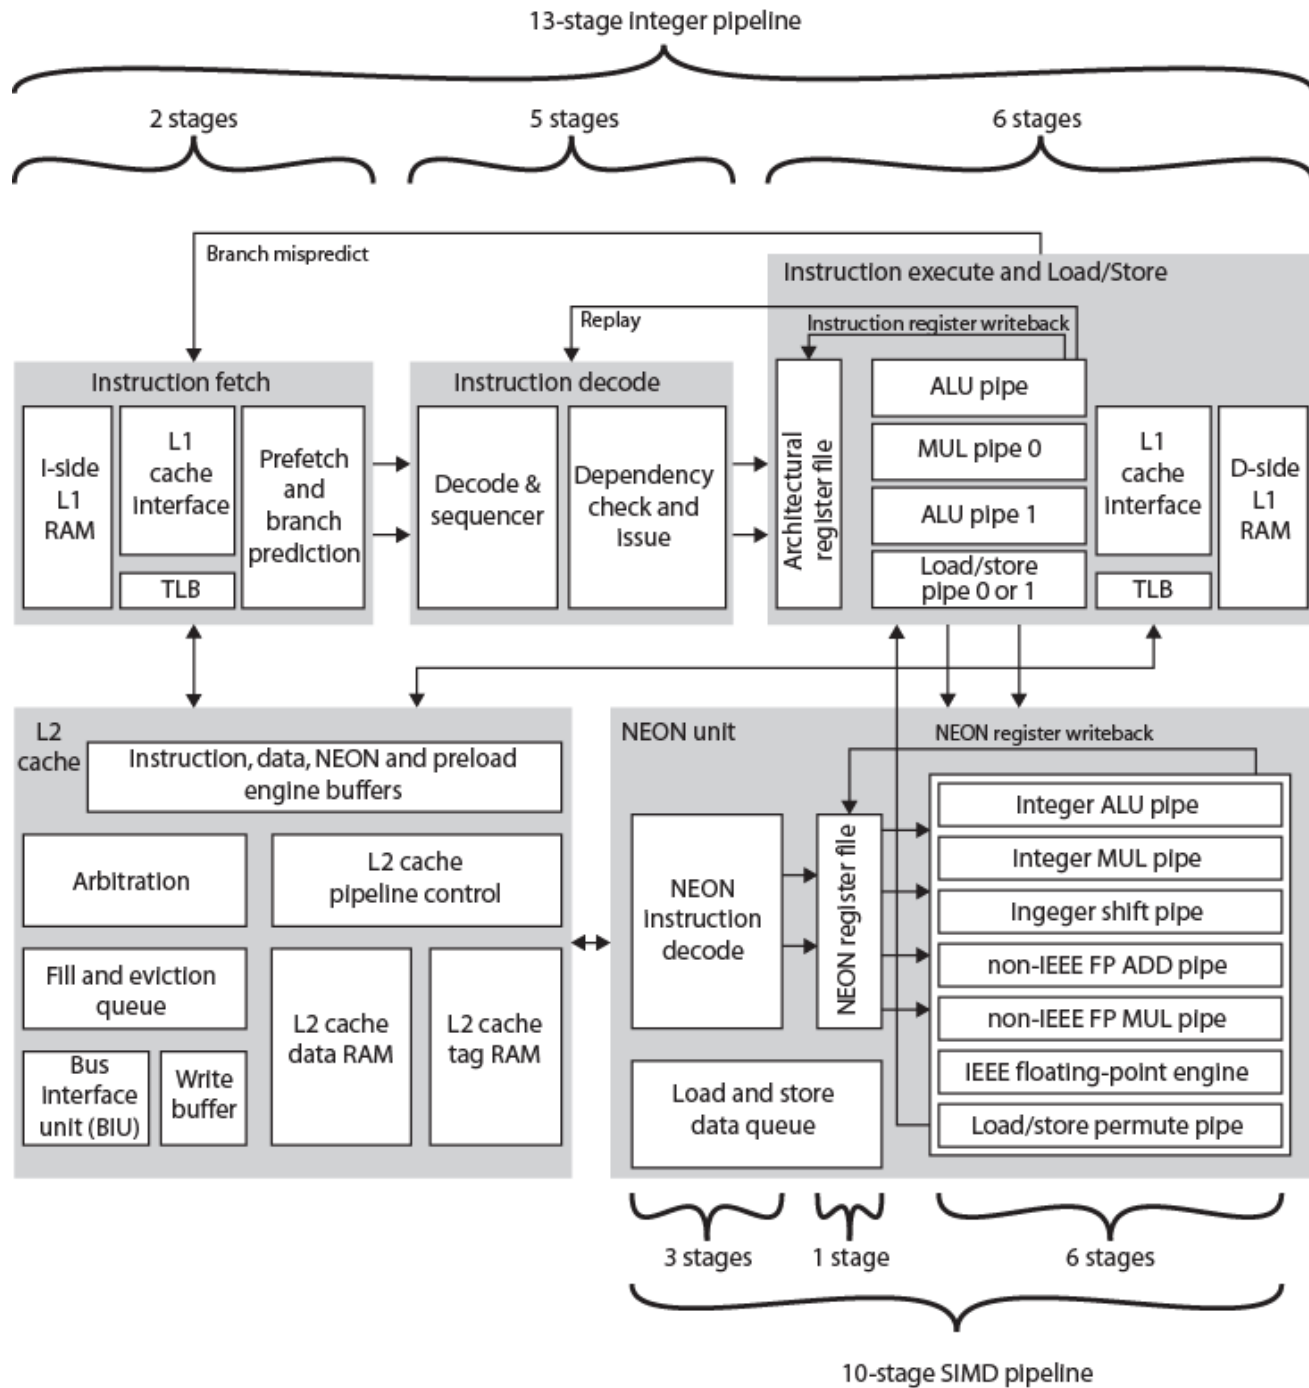 13-stage integer pipeline
2 stages
5 stages
6 stages
Branch mispredict
Instruction execute and Load/Store
Replay
Instruction register writeback
Instruction fetch
I-side
L1
RAM
L1
cache
interface
TLB
Prefetch
and
branch
prediction
Instruction decode
Decode &
sequencer
Dependency
check and
issue
Architectural
register file
ALU pipe
MUL pipe 0
ALU pipe 1
Load/store
pipe 0 or 1
L1
cache
interface
TLB
D-side
L1
RAM
L2
cache
Instruction, data, NEON and preload
engine buffers
Arbitration
L2 cache
pipeline control
Fill and eviction
queue
L2 cache
data RAM
L2 cache
tag RAM
Bus
interface
unit (BIU)
Write
buffer
NEON unit
NEON register writeback
NEON
instruction
decode
NEON register file
Integer ALU pipe
Integer MUL pipe
Ingeger shift pipe
non-IEEE FP ADD pipe
non-IEEE FP MUL pipe
IEEE floating-point engine
Load/store permute pipe
Load and store
data queue
3 stages
1 stage
6 stages
10-stage SIMD pipeline